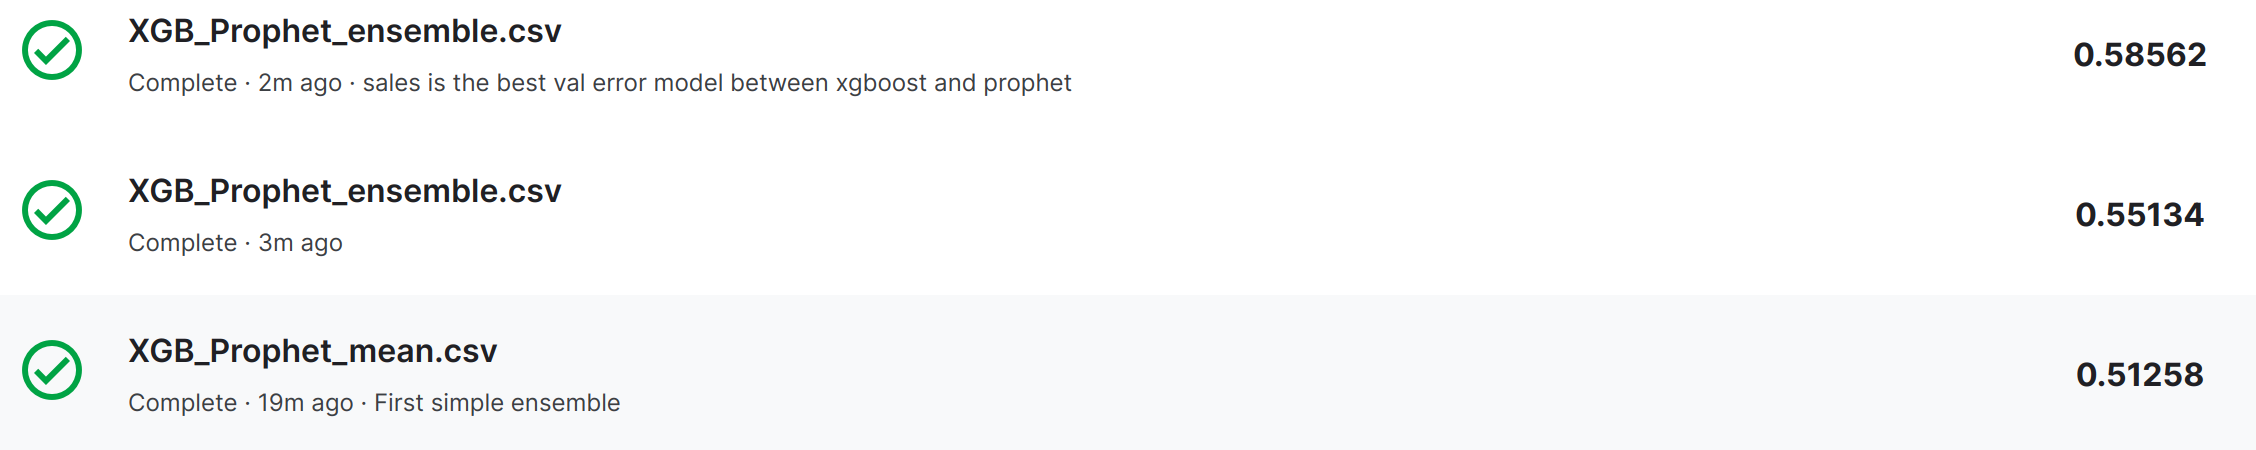 XGB_Prophet_ensemble.csv
0.58562
Complete · 2m ago · sales is the best val error model between xgboost and prophet
XGB_Prophet_ensemble.csv
0.55134
Complete · 3m ago
XGB_Prophet_mean.csv
0.51258
Complete · 19m ago · First simple ensemble